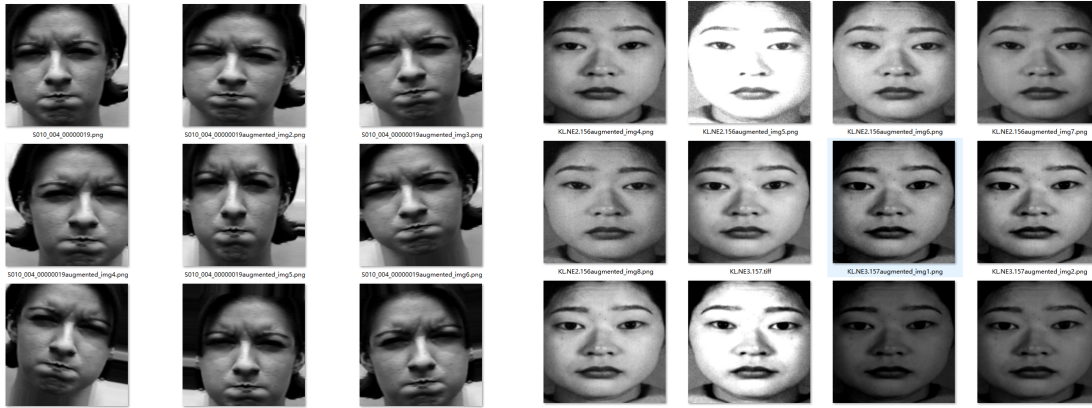 S010_004_00000019.png
S010_004_00000019augmented_img2.png
S010_004_00000019augmented_img3.png
KL.NE2.156augmented_img4.png
KL.NE2.156augmented_img5.png
KL.NE2.156augmented_img6.png
KL.NE2.156augmented_img7.png
S010_004_00000019augmented_img4.png
S010_004_00000019augmented_img5.png
S010_004_00000019augmented_img6.png
KL.NE2.156augmented_img8.png
KL.NE3.157.tiff
KL.NE3.157augmented_img1.png
KL.NE3.157augmented_img2.png